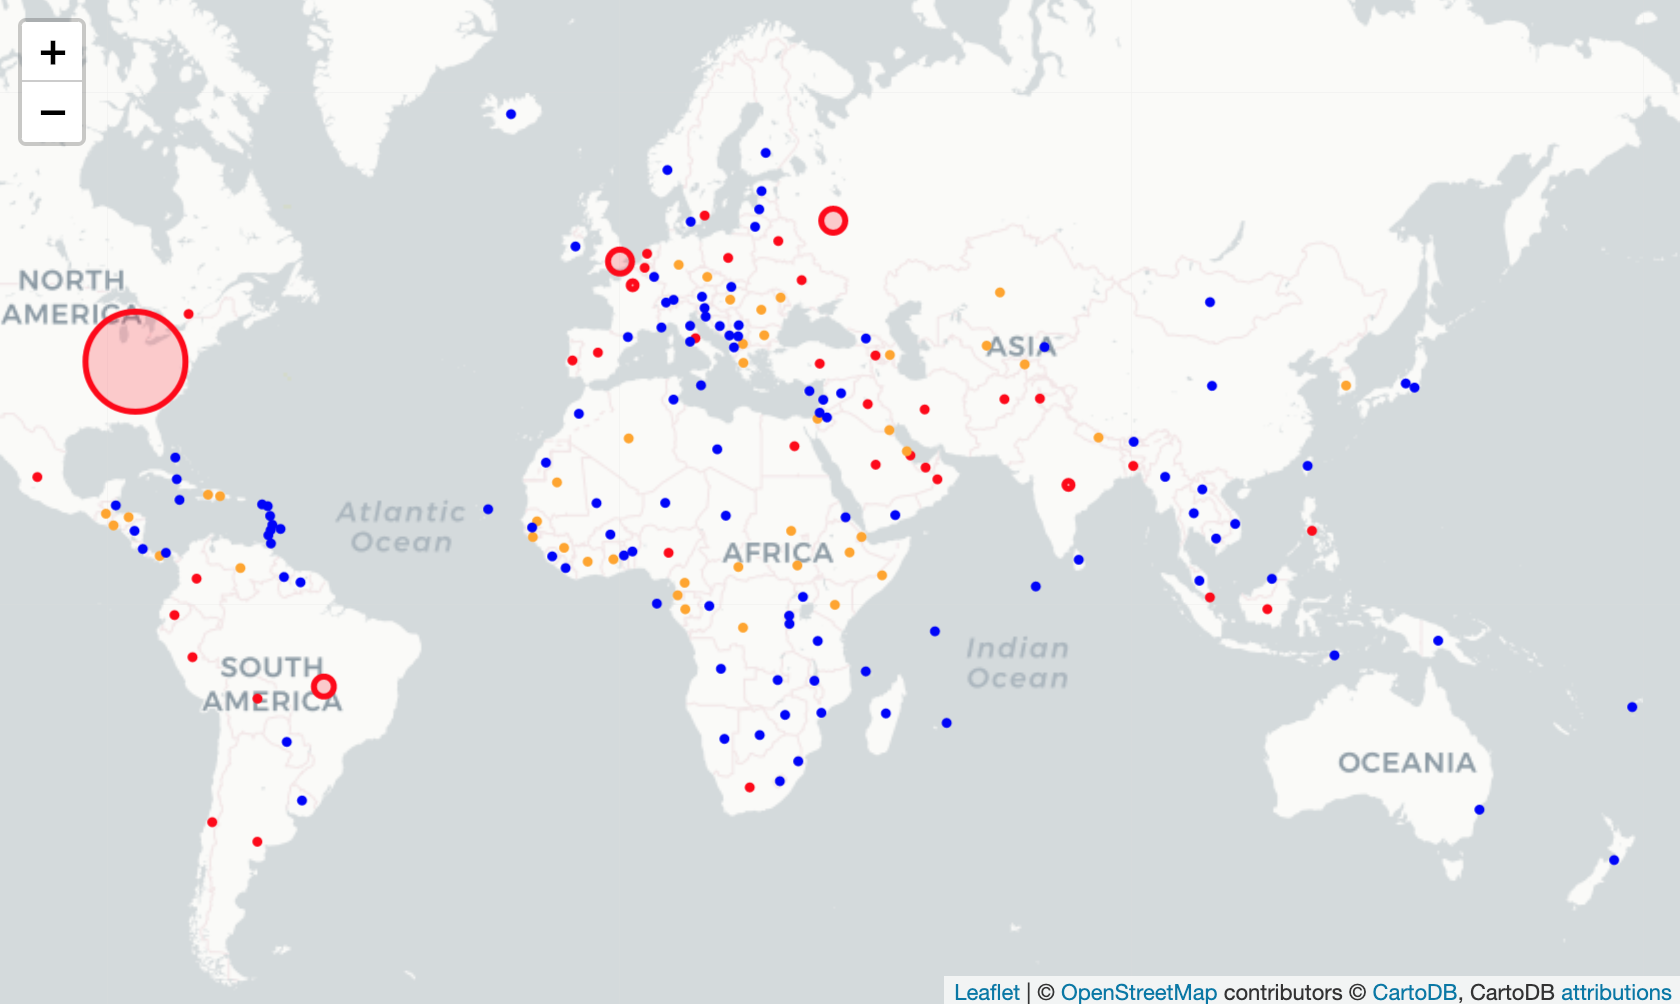 +
−
NORTH
AMERICA
Atlantic
Ocean
ASIA
AFRICA
SOUTH
AMERICA
Indian
Ocean
OCEANIA
Leaflet | © OpenStreetMap contributors © CartoDB, CartoDB attributions